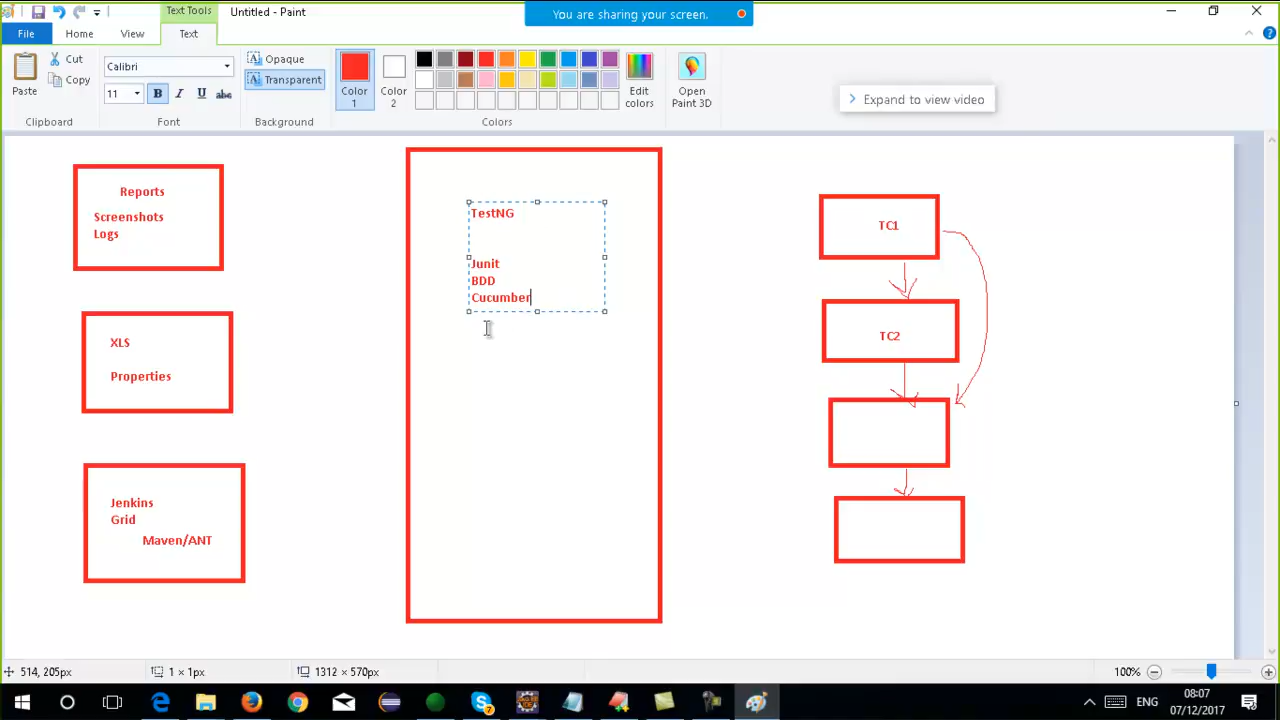 Text Tools
Untitled - Paint
You are sharing your screen.
File
Home
View
Text
Paste
Cut
Copy
Clipboard
Calibri
11
B
I
U
abc
Font
Opaque
Transparent
Background
Color 1
Color 2
Edit colors
Colors
Open Paint 3D
Expand to view video
Reports
Screenshots
Logs
XLS
Properties
Jenkins
Grid
Maven/ANT
TestNG
Junit
BDD
Cucumber
TC1
TC2
514, 205px
1 × 1px
1312 × 570px
100%
ENG
08:07
07/12/2017